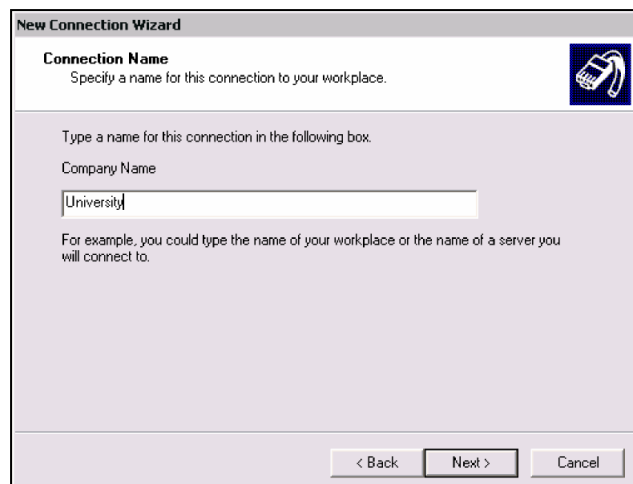 New Connection Wizard
Connection Name
Specify a name for this connection to your workplace.
Type a name for this connection in the following box.
Company Name
University
For example, you could type the name of your workplace or the name of a server you
will connect to.
< Back Next > Cancel